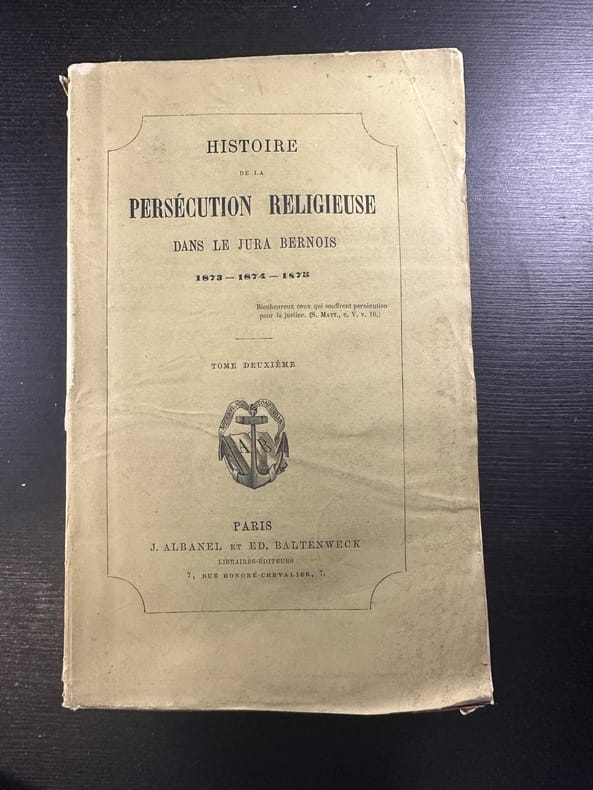 HISTOIRE
DE LA
PERSÉCUTION RELIGIEUSE
DANS LE JURA BERNOIS
1873 — 1874 — 1875
Bienheureux ceux qui souffrent persécution
pour la justice. (S. MATT., c. V. v. 10.)
TOME DEUXIÈME
PARIS
J. ALBANEL ET ED. BALTENWECK
LIBRAIRES-ÉDITEURS
7, RUE HONORÉ-CHEVALIER, 7.